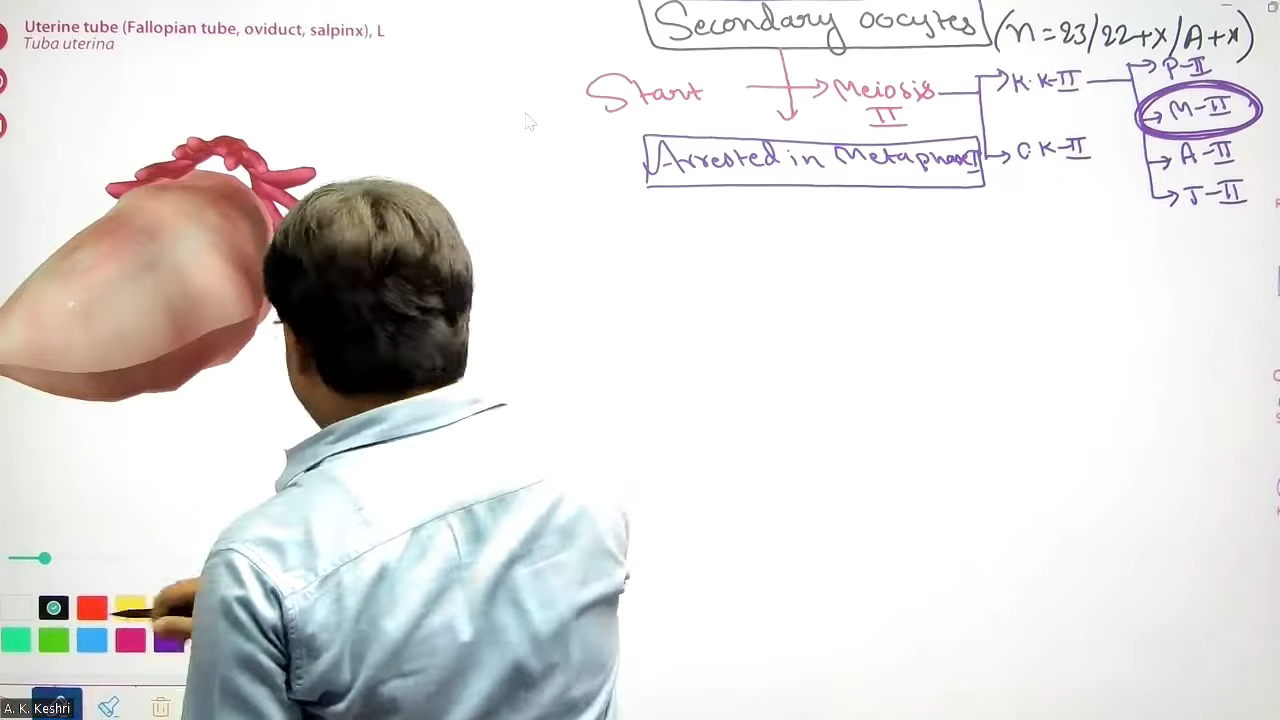 Uterine tube (Fallopian tube, oviduct, salpinx), L
Tuba uterina
Secondary oocytes (n=23/22+x/A+x)
Start → Meiosis II
K.K-II
C.K-II
P-II
M-II
A-II
T-II
Arrested in Metaphase II
A. K. Keshri